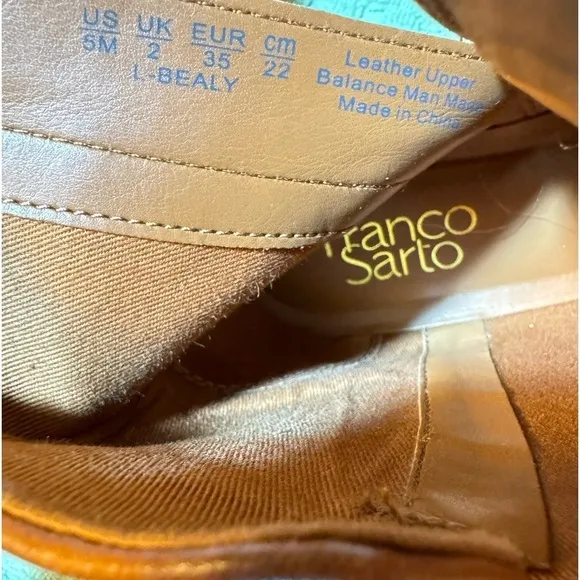 US UK EUR cm
5M 2 35 22
L-BEALY
Leather Upper
Balance Man Made
Made in China
Franco
Sarto